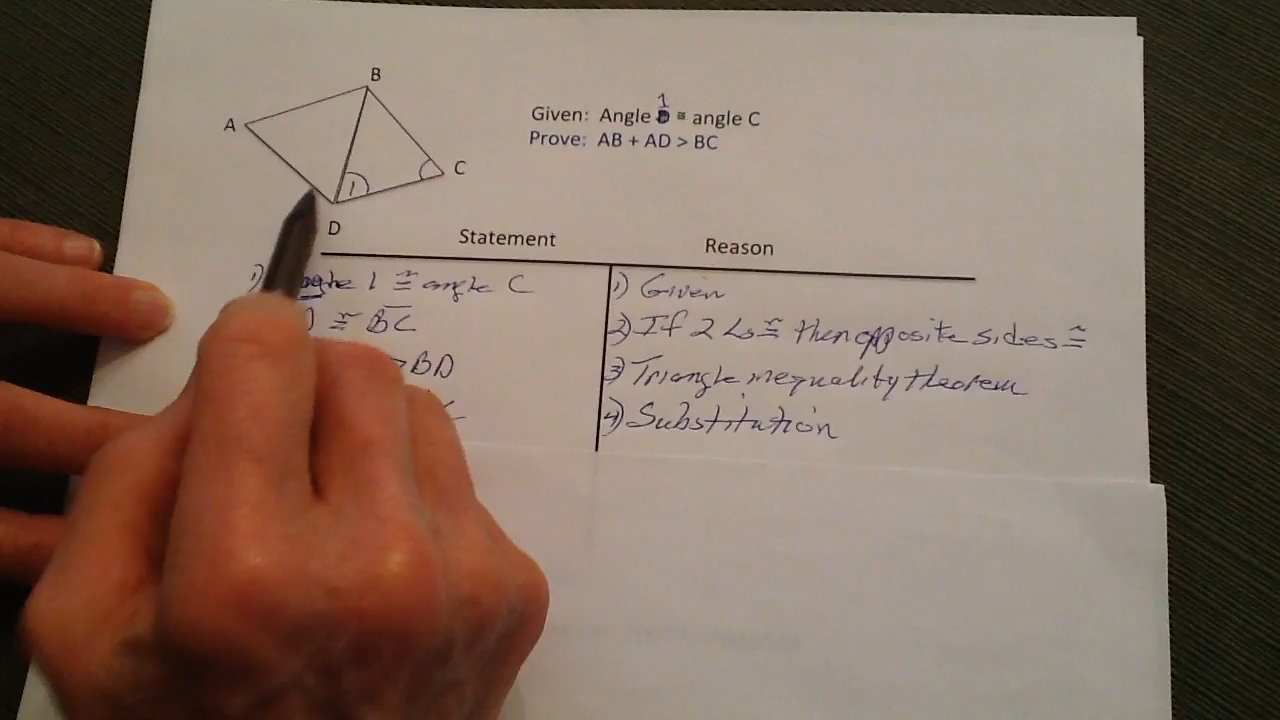 B
A
C
1
D
Given: Angle 1 ≅ angle C
Prove: AB + AD > BC
Statement Reason
1) angle 1 ≅ angle C 1) Given
≅ BC 2) If 2 ∠s ≅ then opposite sides ≅
> BD 3) Triangle inequality theorem
4) Substitution